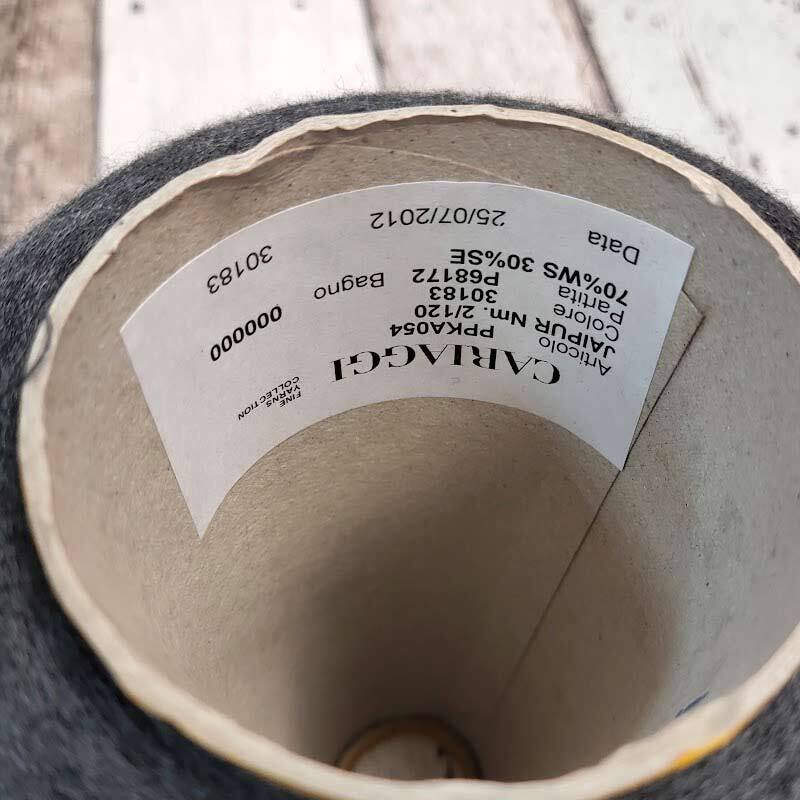 CARIAGGI
FINE
YARNS
COLLECTION
Articolo PPKA054
JAIPUR Nm. 2/120
Colore 30183 000000
Partita P68172 Bagno
70%WS 30%SE 30183
Data 25/07/2012